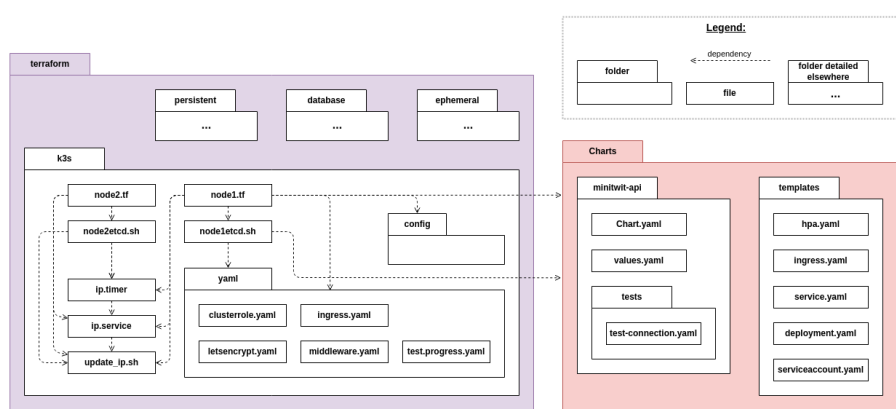 Legend:
dependency
folder
file
folder detailed
elsewhere
...
terraform
persistent
...
database
...
ephemeral
...
k3s
node2.tf
node1.tf
node2etcd.sh
node1etcd.sh
config
ip.timer
yaml
ip.service
clusterrole.yaml
ingress.yaml
update_ip.sh
letsencrypt.yaml
middleware.yaml
test.progress.yaml
Charts
minitwit-api
Chart.yaml
values.yaml
tests
test-connection.yaml
templates
hpa.yaml
ingress.yaml
service.yaml
deployment.yaml
serviceaccount.yaml